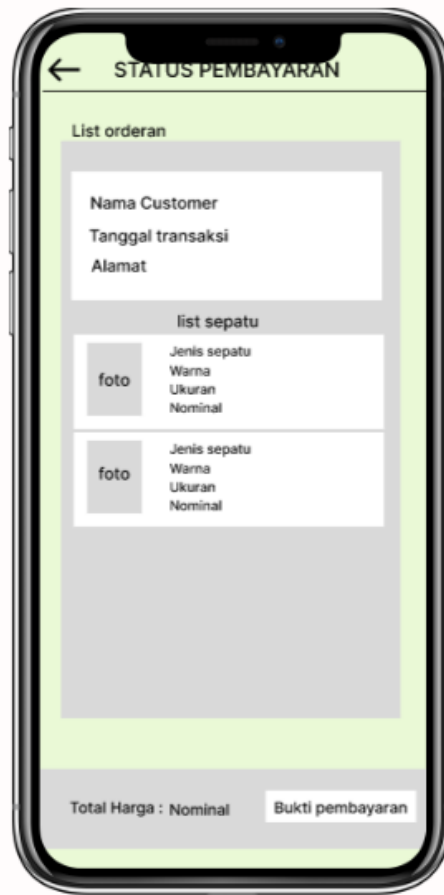 STATUS PEMBAYARAN
List orderan
Nama Customer
Tanggal transaksi
Alamat
list sepatu
foto
Jenis sepatu
Warna
Ukuran
Nominal
foto
Jenis sepatu
Warna
Ukuran
Nominal
Total Harga : Nominal
Bukti pembayaran